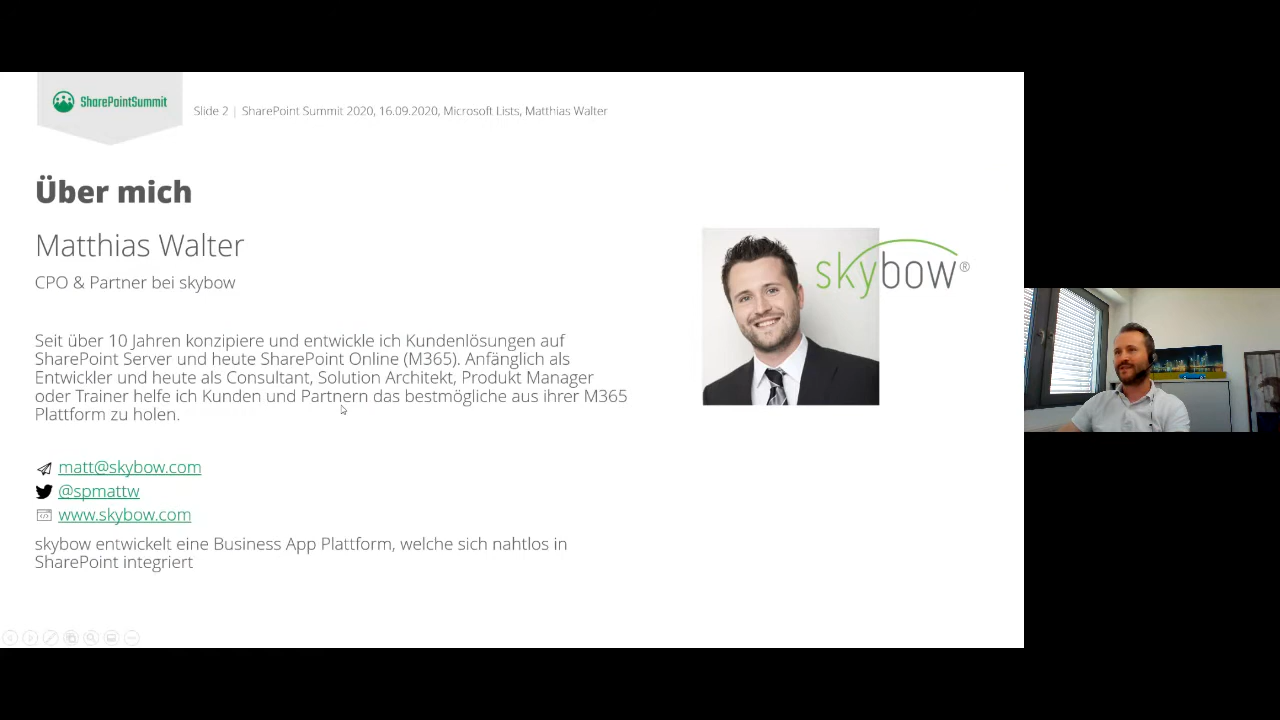 SharePointSummit
Slide 2 | SharePoint Summit 2020, 16.09.2020, Microsoft Lists, Matthias Walter
Über mich
Matthias Walter
CPO & Partner bei skybow
skybow®
Seit über 10 Jahren konzipiere und entwickle ich Kundenlösungen auf
SharePoint Server und heute SharePoint Online (M365). Anfänglich als
Entwickler und heute als Consultant, Solution Architekt, Produkt Manager
oder Trainer helfe ich Kunden und Partnern das bestmögliche aus ihrer M365
Plattform zu holen.
matt@skybow.com
@spmattw
www.skybow.com
skybow entwickelt eine Business App Plattform, welche sich nahtlos in
SharePoint integriert